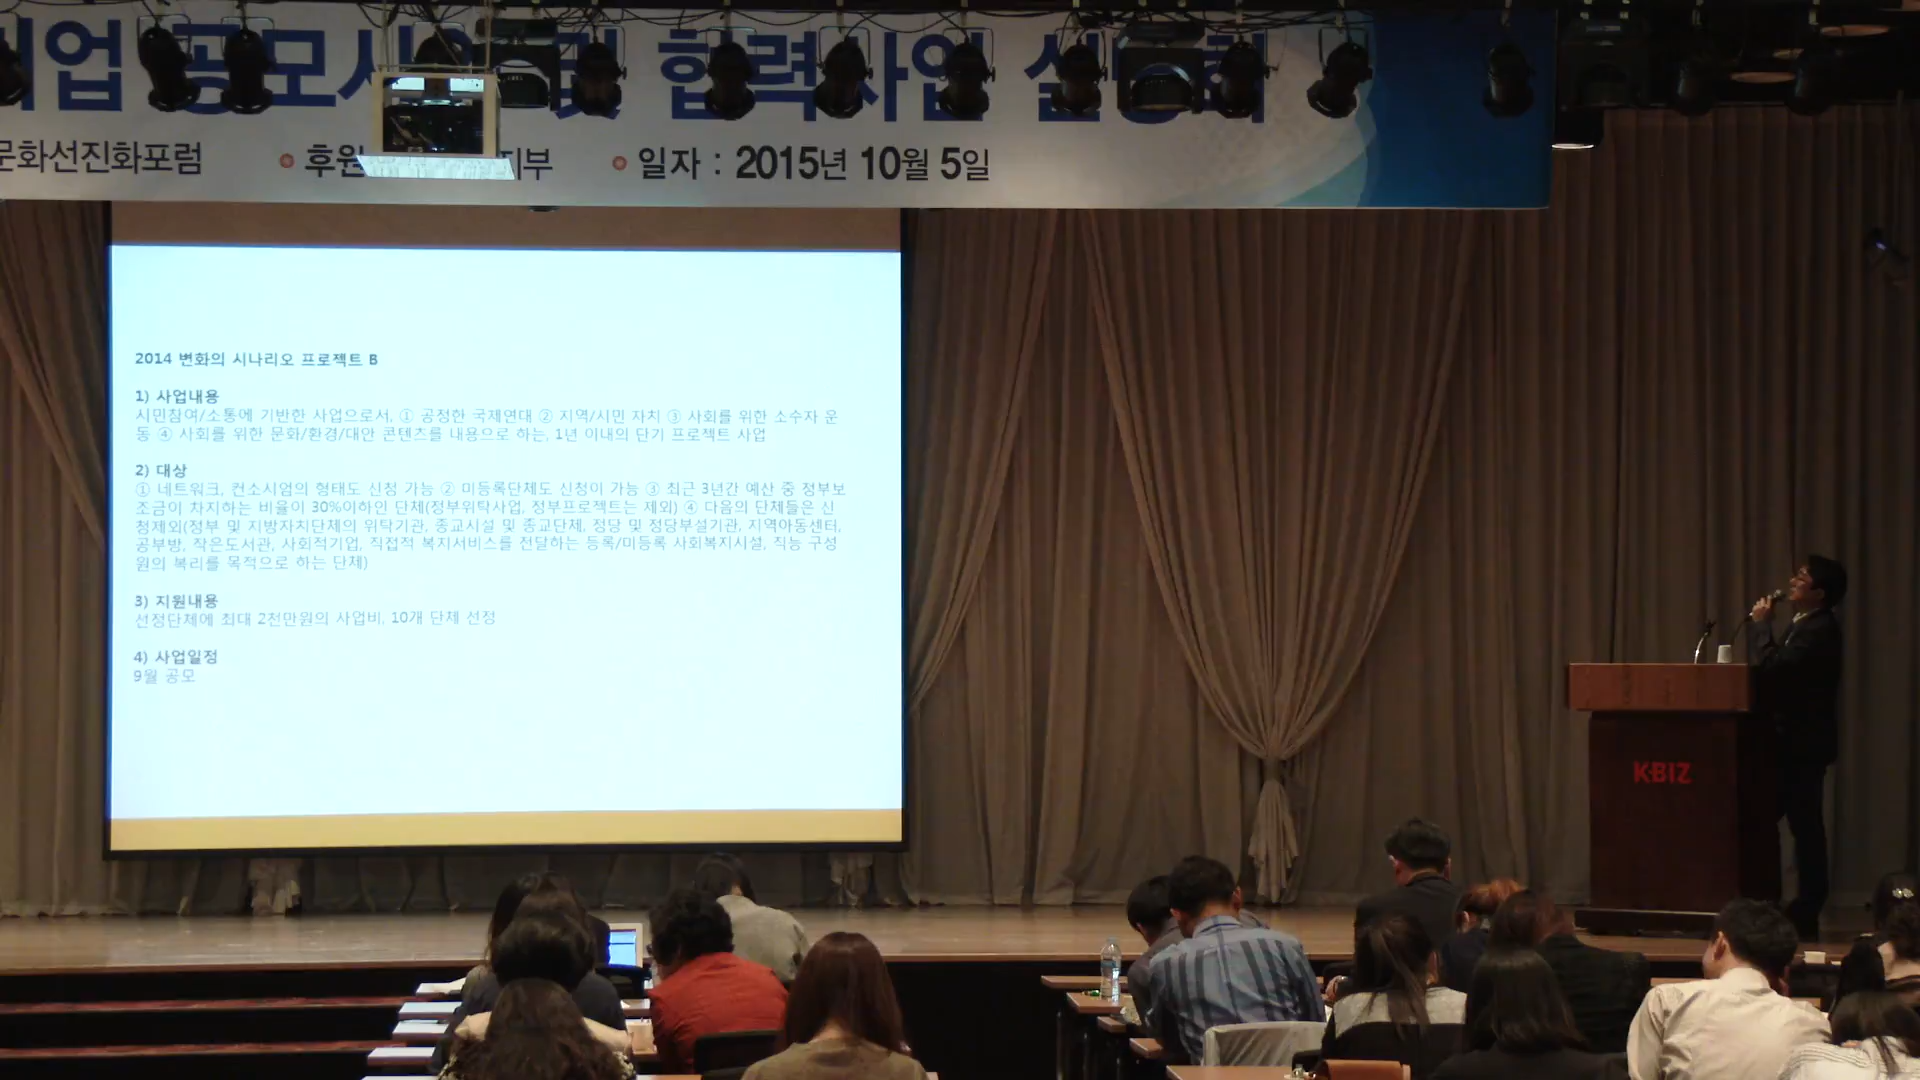 업 공모 및 협력사업
문화선진화포럼 후원 부 일자 : 2015년 10월 5일
2014 변화의 시나리오 프로젝트 B
1) 사업내용
시민참여/소통에 기반한 사업으로서, ① 공정한 국제연대 ② 지역/시민 자치 ③ 사회를 위한 소수자 운
동 ④ 사회를 위한 문화/환경/대안 콘텐츠를 내용으로 하는, 1년 이내의 단기 프로젝트 사업
2) 대상
① 네트워크, 컨소시엄의 형태도 신청 가능 ② 미등록단체도 신청이 가능 ③ 최근 3년간 예산 중 정부보
조금이 차지하는 비율이 30%이하인 단체(정부위탁사업, 정부프로젝트는 제외) ④ 다음의 단체들은 신
청제외(정부 및 지방자치단체의 위탁기관, 종교시설 및 종교단체, 정당 및 정당부설기관, 지역아동센터,
공부방, 작은도서관, 사회적기업, 직접적 복지서비스를 전달하는 등록/미등록 사회복지시설, 직능 구성
원의 복리를 목적으로 하는 단체)
3) 지원내용
선정단체에 최대 2천만원의 사업비, 10개 단체 선정
4) 사업일정
9월 공모
KBIZ